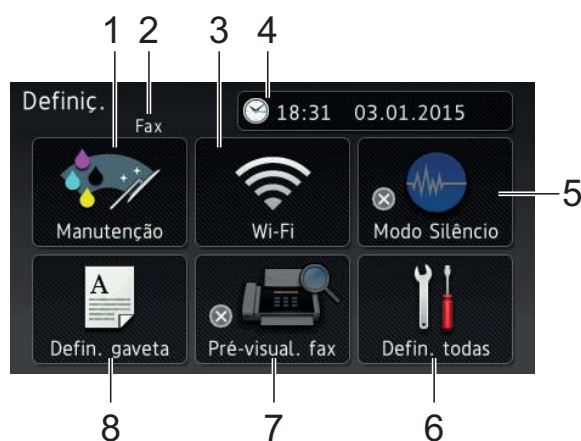 1 2 3 4
Definiç.
Fax
18:31 03.01.2015
5
Manutenção Wi-Fi Modo Silêncio
A
Defin. gaveta Pré-visual. fax Defin. todas
8 7 6